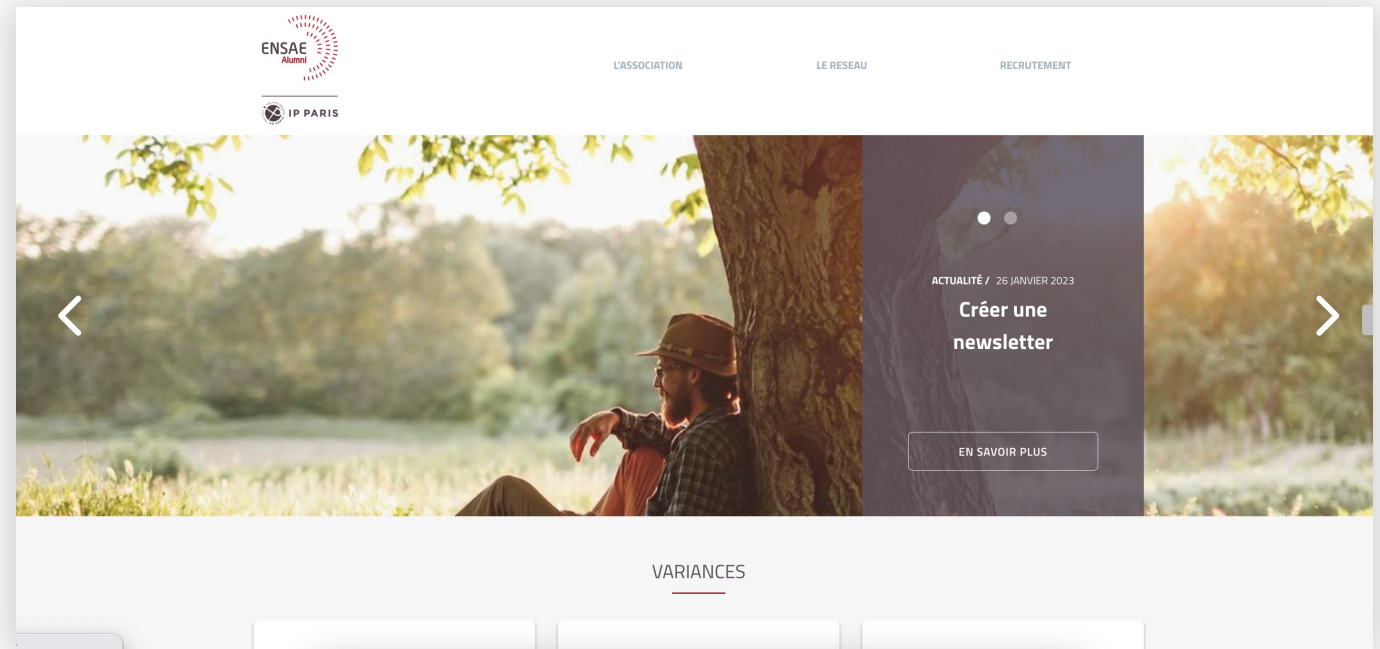 ENSAE
Alumni
IP PARIS
L'ASSOCIATION
LE RESEAU
RECRUTEMENT
ACTUALITÉ / 26 JANVIER 2023
Créer une
newsletter
EN SAVOIR PLUS
VARIANCES